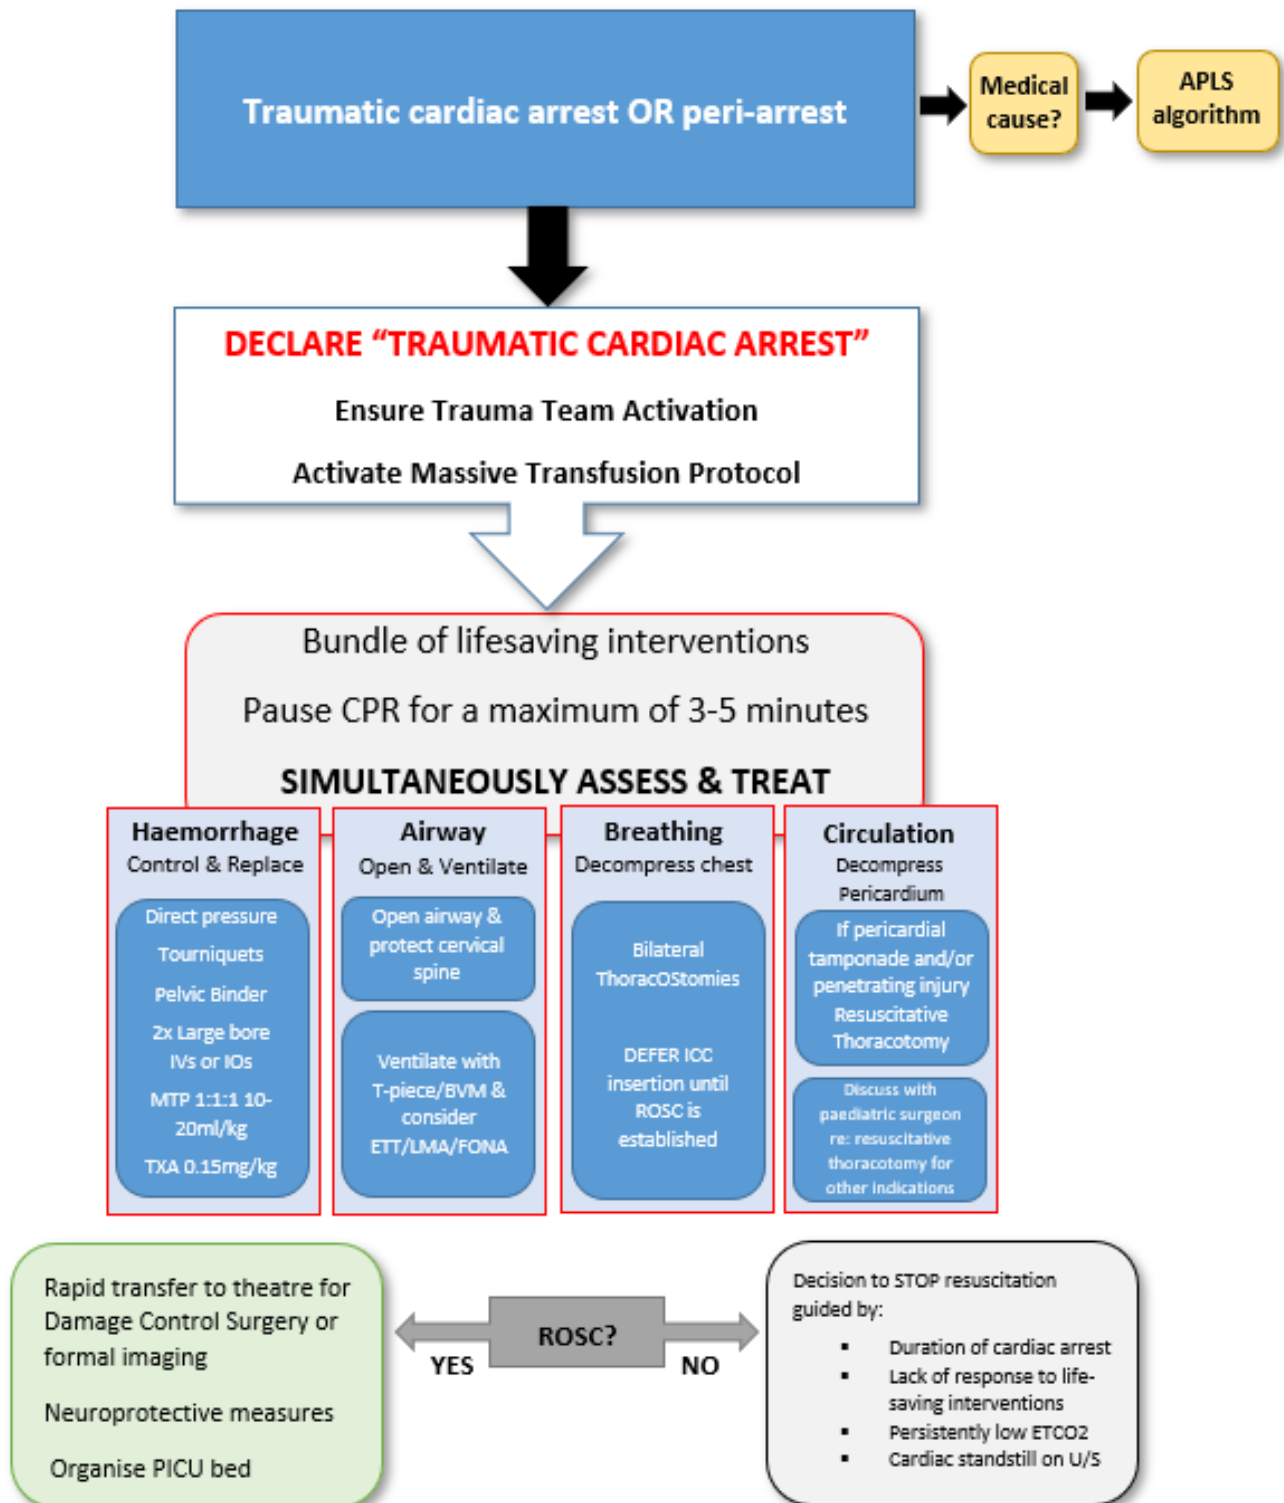 Traumatic cardiac arrest OR peri-arrest
Medical
cause?
APLS
algorithm
DECLARE “TRAUMATIC CARDIAC ARREST”
Ensure Trauma Team Activation
Activate Massive Transfusion Protocol
Bundle of lifesaving interventions
Pause CPR for a maximum of 3-5 minutes
SIMULTANEOUSLY ASSESS & TREAT
Haemorrhage
Control & Replace
Direct pressure
Tourniquets
Pelvic Binder
2x Large bore
IVs or IOs
MTP 1:1:1 10-
20ml/kg
TXA 0.15mg/kg
Airway
Open & Ventilate
Open airway &
protect cervical
spine
Ventilate with
T-piece/BVM &
consider
ETT/LMA/FONA
Breathing
Decompress chest
Bilateral
ThoracOStomies
DEFER ICC
insertion until
ROSC is
established
Circulation
Decompress
Pericardium
If pericardial
tamponade and/or
penetrating injury
Resuscitative
Thoracotomy
Discuss with
paediatric surgeon
re: resuscitative
thoracotomy for
other indications
ROSC?
YES
NO
Rapid transfer to theatre for
Damage Control Surgery or
formal imaging
Neuroprotective measures
Organise PICU bed
Decision to STOP resuscitation
guided by:
▪ Duration of cardiac arrest
▪ Lack of response to life-
saving interventions
▪ Persistently low ETCO2
▪ Cardiac standstill on U/S